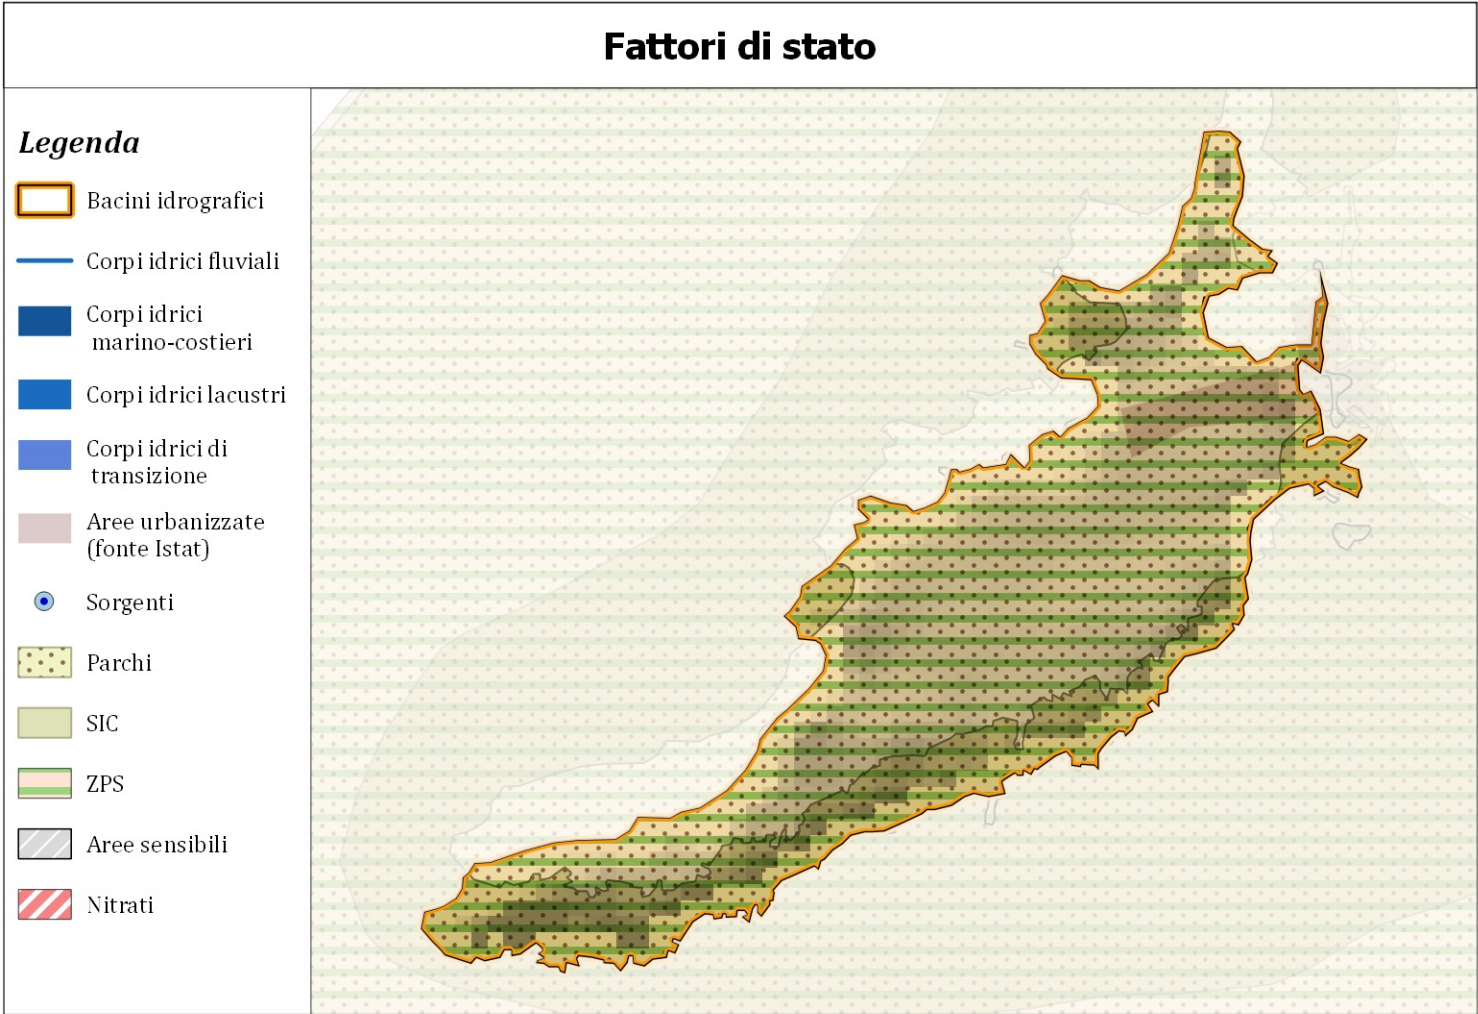 Fattori di stato
Legenda
Bacini idrografici
Corpi idrici fluviali
Corpi idrici
marino-costieri
Corpi idrici lacustri
Corpi idrici di
transizione
Aree urbanizzate
(fonte Istat)
Sorgenti
Parchi
SIC
ZPS
Aree sensibili
Nitrati